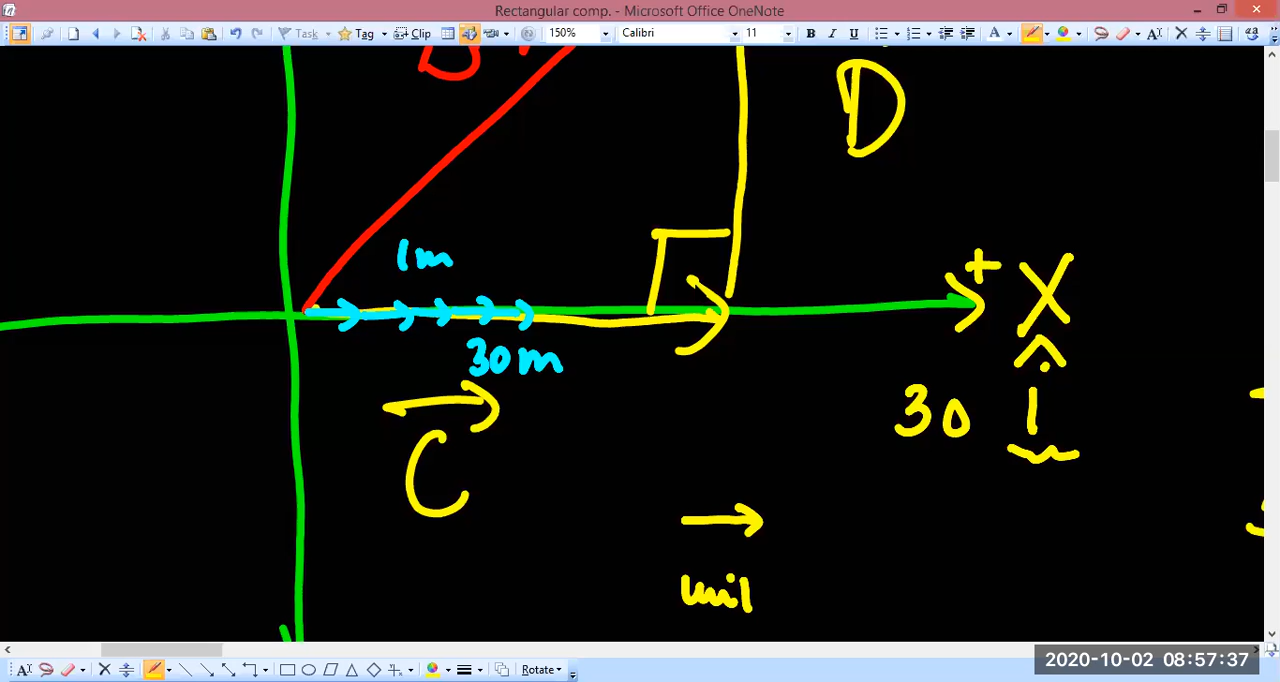 Rectangular comp. - Microsoft Office OneNote
Task Tag Clip 150% Calibri 11 B I U A
D
1m
+ X
30m
30 î
C
unit
Rotate
2020-10-02 08:57:37